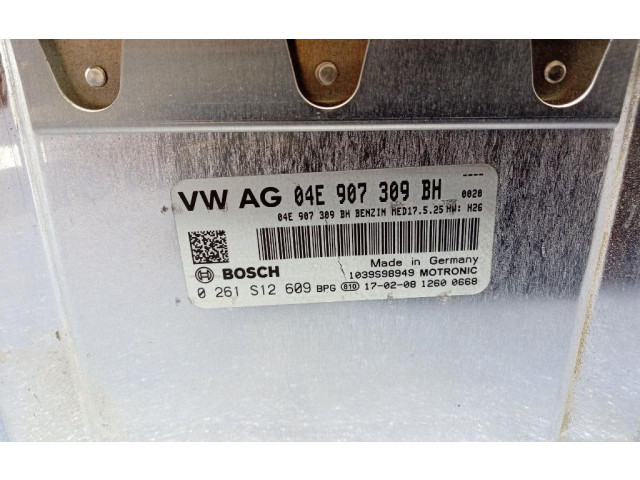 ----
VW AG 04E 907 309 BH 0020
04E 907 309 BH BENZIN MED17.5.25 HW: H26
Made in Germany
BOSCH 1039S98949 MOTRONIC
0 261 S12 609 BPG 810 17-02-08 1260 0668